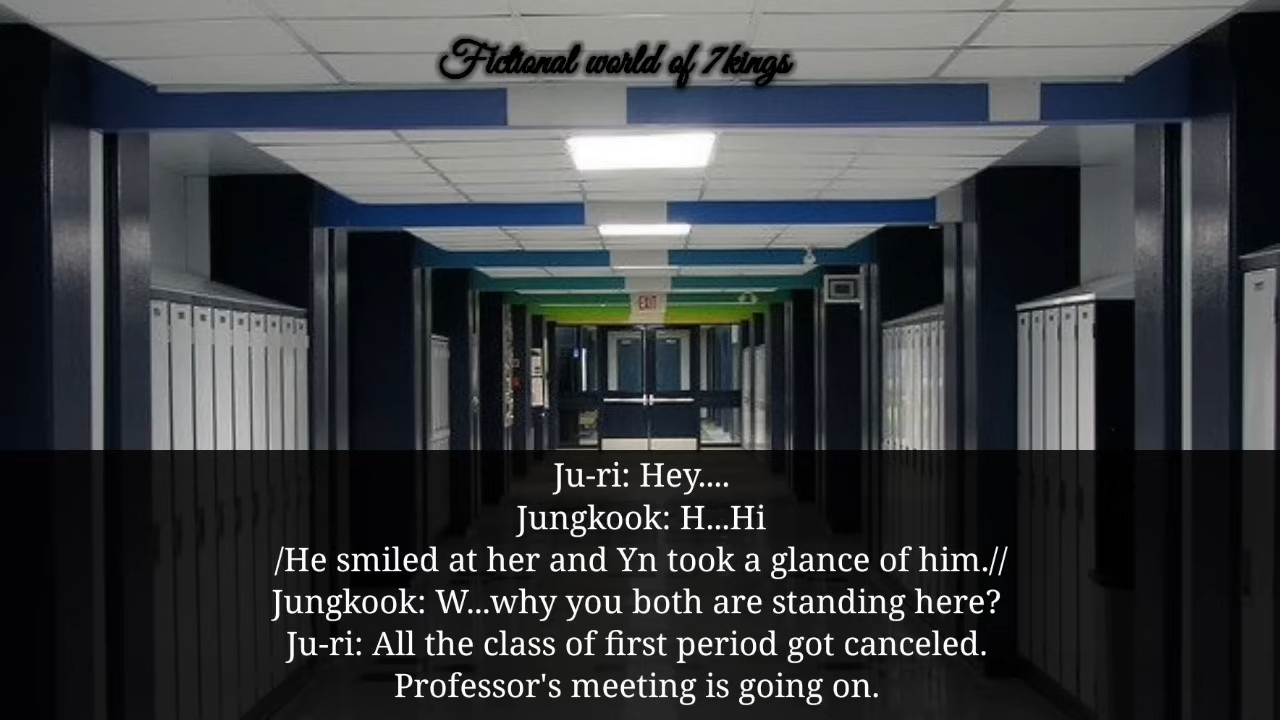 Fictional world of 7kings
EXIT
Ju-ri: Hey....
Jungkook: H...Hi
/He smiled at her and Yn took a glance of him.//
Jungkook: W...why you both are standing here?
Ju-ri: All the class of first period got canceled.
Professor's meeting is going on.